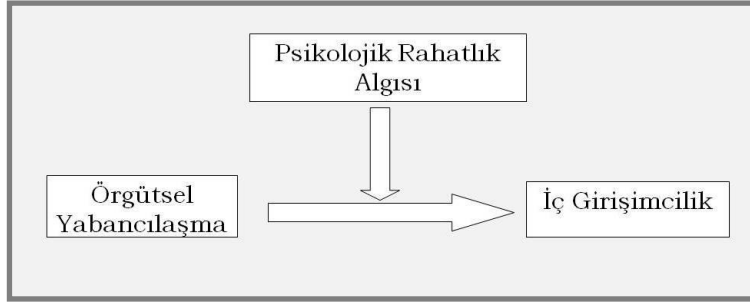 Psikolojik Rahatlık
Algısı
Örgütsel
Yabancılaşma
İç Girişimcilik